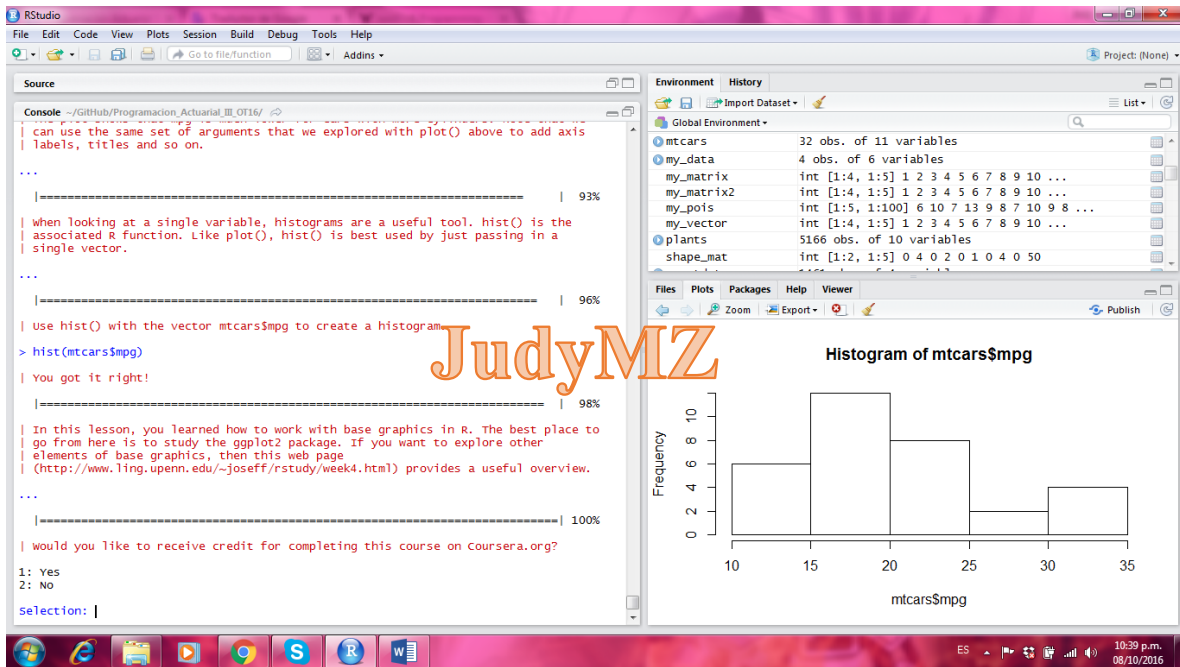 RStudio
File Edit Code View Plots Session Build Debug Tools Help
Go to file/function Addins Project: (None)
Source
Console ~/GitHub/Programacion_Actuarial_III_OT16/
| can use the same set of arguments that we explored with plot() above to add axis
| labels, titles and so on.
...
|======================================================================= | 93%
| When looking at a single variable, histograms are a useful tool. hist() is the
| associated R function. Like plot(), hist() is best used by just passing in a
| single vector.
...
|========================================================================= | 96%
| Use hist() with the vector mtcars$mpg to create a histogram.
> hist(mtcars$mpg)
| You got it right!
|========================================================================== | 98%
| In this lesson, you learned how to work with base graphics in R. The best place to
| go from here is to study the ggplot2 package. If you want to explore other
| elements of base graphics, then this web page
| (http://www.ling.upenn.edu/~joseff/rstudy/week4.html) provides a useful overview.
...
|============================================================================| 100%
| Would you like to receive credit for completing this course on Coursera.org?
1: Yes
2: No
Selection:
JudyMZ
Environment History
Import Dataset List
Global Environment
mtcars 32 obs. of 11 variables
my_data 4 obs. of 6 variables
my_matrix int [1:4, 1:5] 1 2 3 4 5 6 7 8 9 10 ...
my_matrix2 int [1:4, 1:5] 1 2 3 4 5 6 7 8 9 10 ...
my_pois int [1:5, 1:100] 6 10 7 13 9 8 7 10 9 8 ...
my_vector int [1:4, 1:5] 1 2 3 4 5 6 7 8 9 10 ...
plants 5166 obs. of 10 variables
shape_mat int [1:2, 1:5] 0 4 0 2 0 1 0 4 0 50
Files Plots Packages Help Viewer
Zoom Export Publish
Histogram of mtcars$mpg
Frequency
10
8
6
4
2
0
10 15 20 25 30 35
mtcars$mpg
ES 10:39 p.m.
08/10/2016